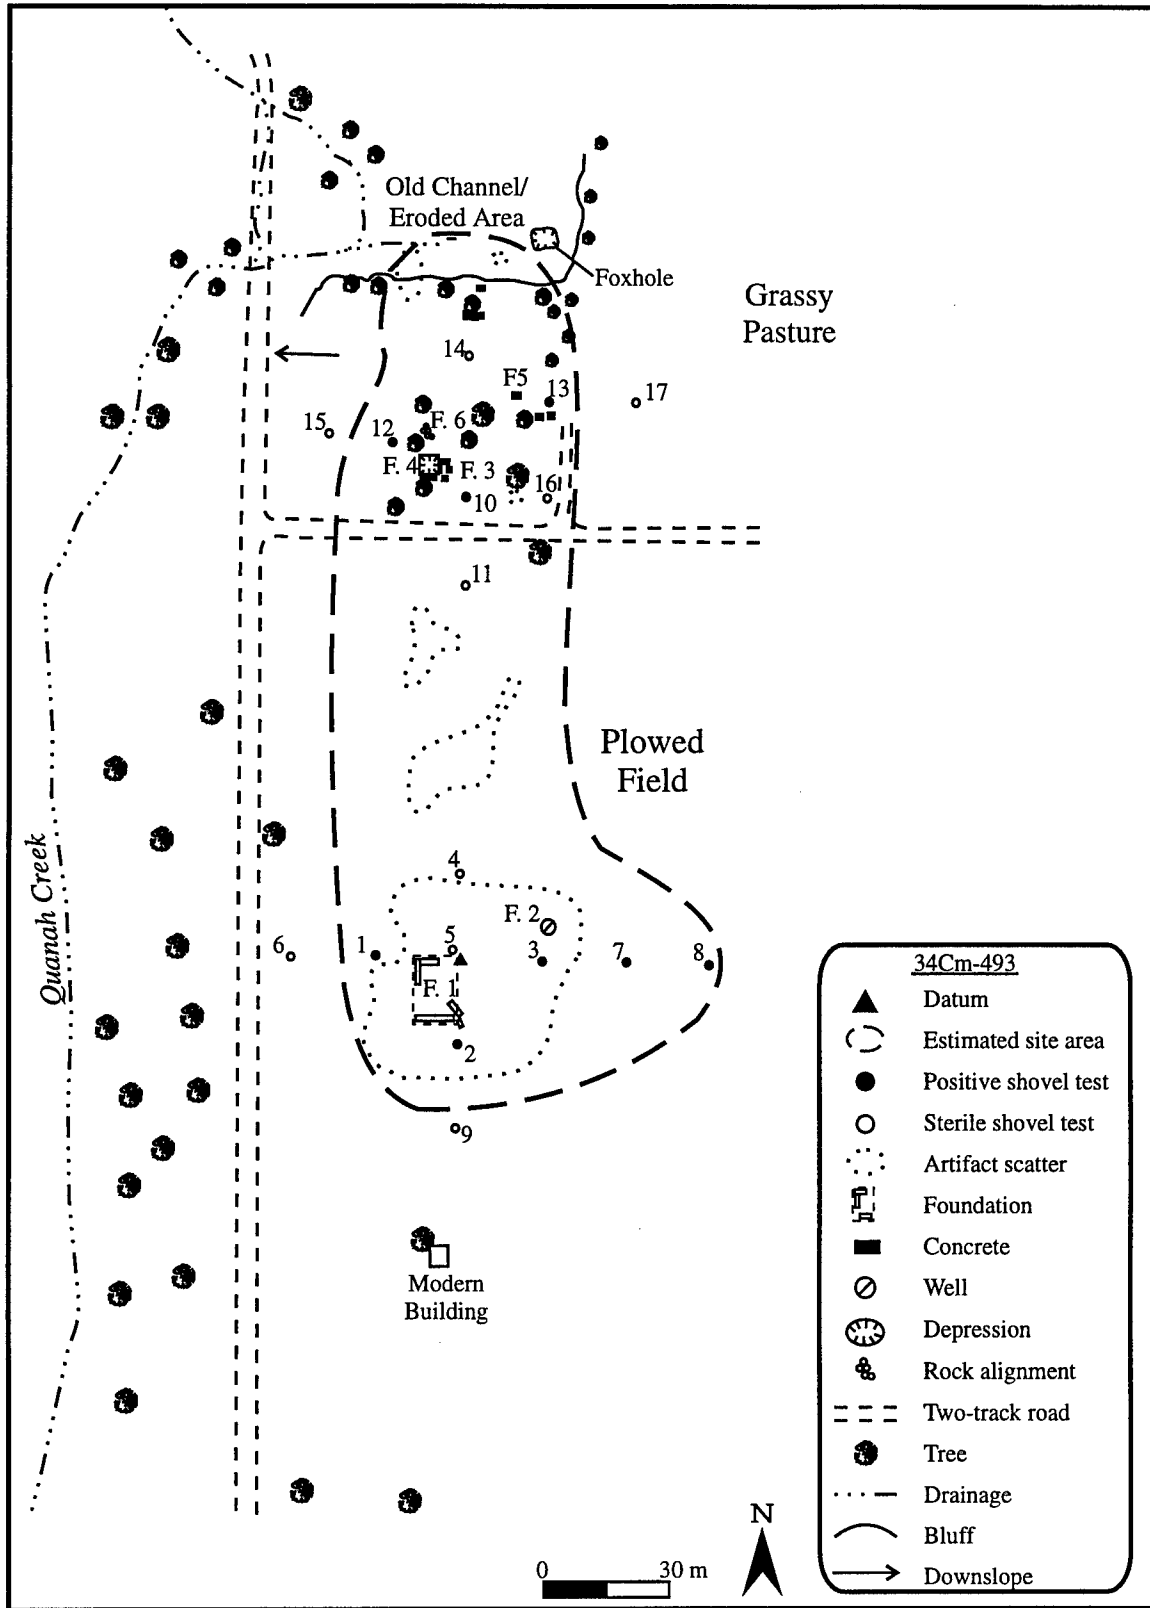 Old Channel/
Eroded Area
Foxhole
Grassy
Pasture
14
F5
13
17
15
12
F. 6
F. 4
F. 3
10
16
11
Plowed
Field
Quanah Creek
4
F. 2
6
1
5
3
7
8
F. 1
2
9
Modern
Building
0 30 m
N
34Cm-493
Datum
Estimated site area
Positive shovel test
Sterile shovel test
Artifact scatter
Foundation
Concrete
Well
Depression
Rock alignment
Two-track road
Tree
Drainage
Bluff
Downslope